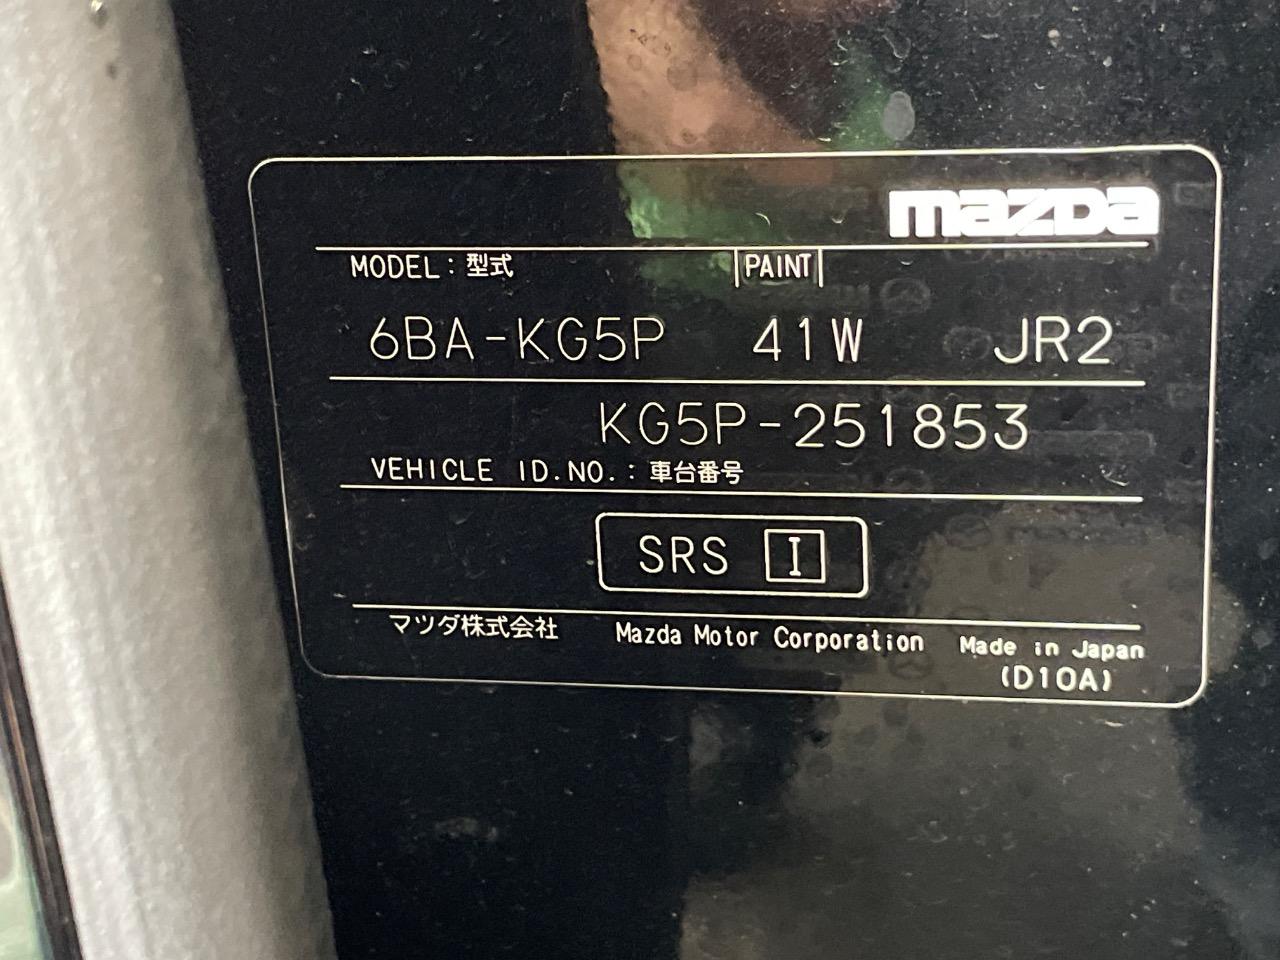 mazda
MODEL : 型式 PAINT
6BA-KG5P 41W JR2
KG5P-251853
VEHICLE ID.NO. : 車台番号
SRS I
マツダ株式会社 Mazda Motor Corporation Made in Japan
(D10A)